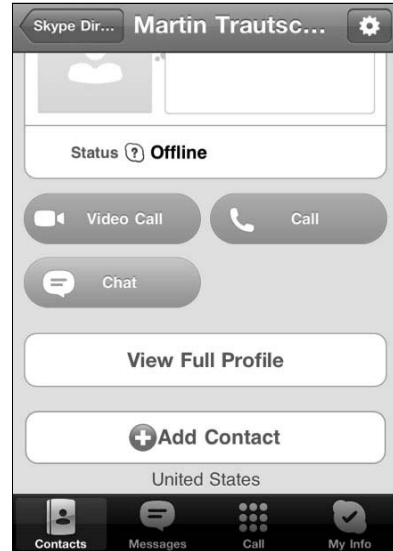 Skype Dir... Martin Trautsc...
Status ? Offline
Video Call Call
Chat
View Full Profile
Add Contact
United States
Contacts Messages Call My Info